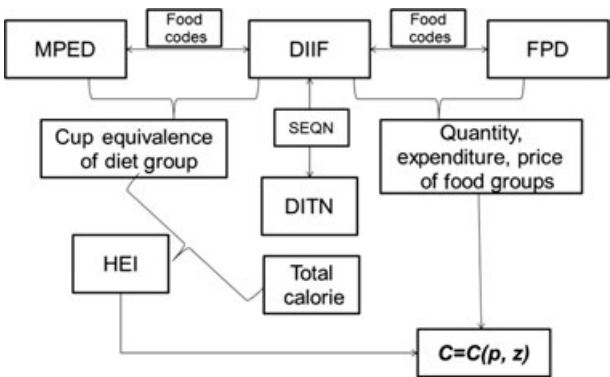 Food
codes
Food
codes
MPED
DIIF
FPD
SEQN
Cup equivalence
of diet group
Quantity,
expenditure, price
of food groups
DITN
HEI
Total
calorie
C=C(p, z)